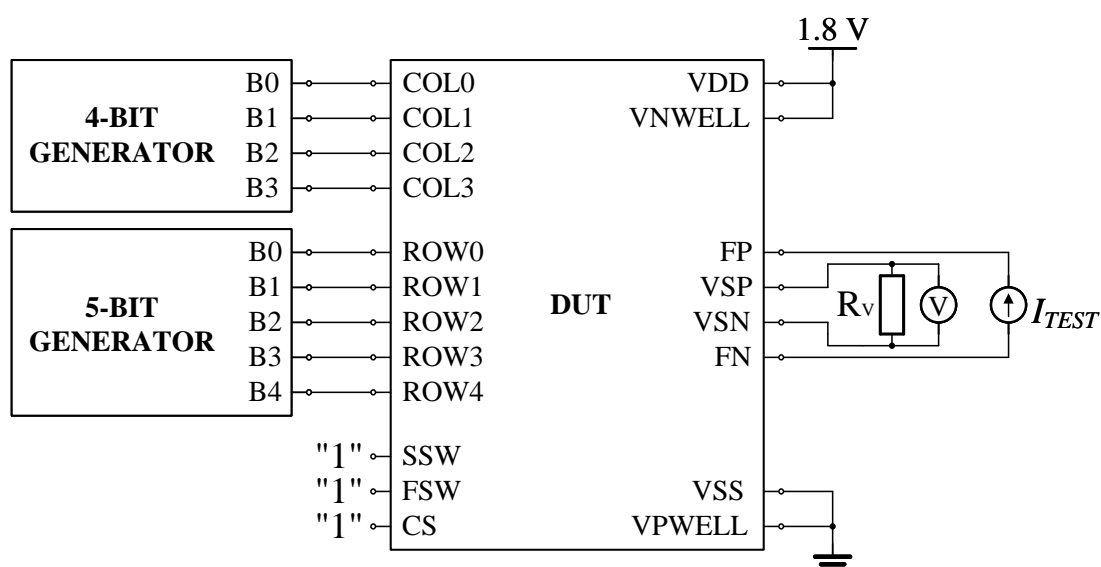 1.8 V
4-BIT
GENERATOR
B0
B1
B2
B3
5-BIT
GENERATOR
B0
B1
B2
B3
B4
COL0
COL1
COL2
COL3
ROW0
ROW1
ROW2
ROW3
ROW4
"1" SSW
"1" FSW
"1" CS
DUT
VDD
VNWELL
FP
VSP
VSN
FN
VSS
VPWELL
RV
V
ITEST